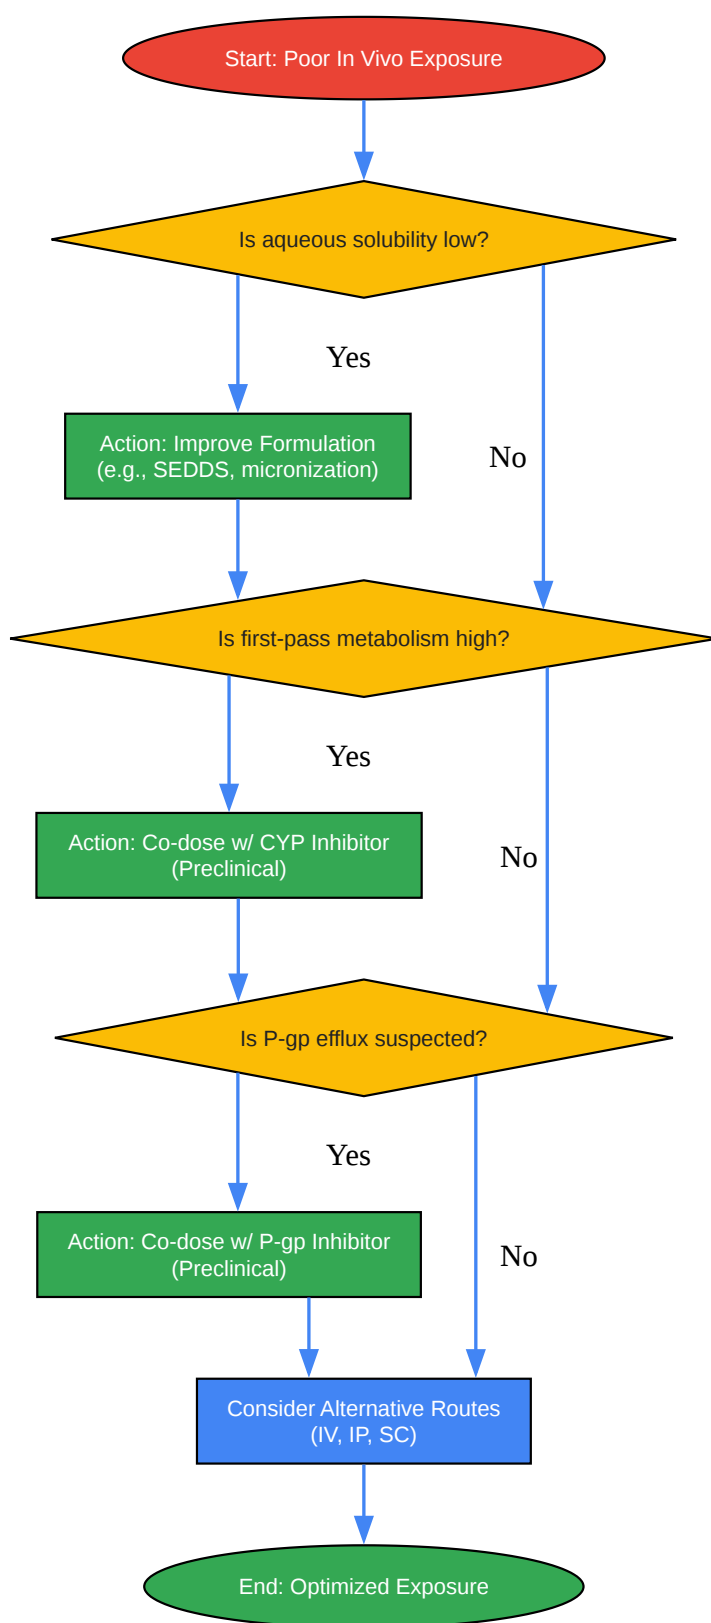 Start: Poor In Vivo Exposure
Is aqueous solubility low?
Yes
Action: Improve Formulation
(e.g., SEDDS, micronization)
No
Is first-pass metabolism high?
Yes
Action: Co-dose w/ CYP Inhibitor
(Preclinical)
No
Is P-gp efflux suspected?
Yes
Action: Co-dose w/ P-gp Inhibitor
(Preclinical)
No
Consider Alternative Routes
(IV, IP, SC)
End: Optimized Exposure